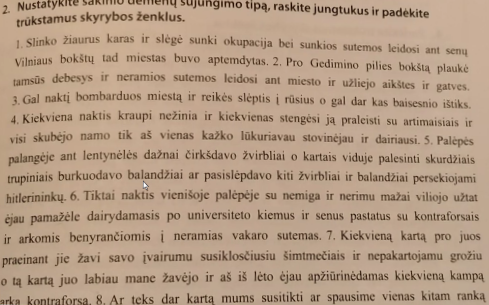 2. Nustatykite sakinio dėmenų sujungimo tipą, raskite jungtukus ir padėkite
trūkstamus skyrybos ženklus.
1. Slinko žiaurus karas ir slėgė sunki okupacija bei sunkios sutemos leidosi ant senų
Vilniaus bokštų tad miestas buvo aptemdytas. 2. Pro Gedimino pilies bokštą plaukė
tamsūs debesys ir neramios sutemos leidosi ant miesto ir užliejo aikštes ir gatves.
3. Gal naktį bombarduos miestą ir reikės slėptis į rūsius o gal dar kas baisesnio ištiks.
4. Kiekviena naktis kraupi nežinia ir kiekvienas stengėsi ją praleisti su artimaisiais ir
visi skubėjo namo tik aš vienas kažko lūkuriavau stovinėjau ir dairiausi. 5. Palėpės
palangėje ant lentynėlės dažnai čirkšdavo žvirbliai o kartais viduje palesinti skurdžiais
trupiniais burkuodavo balandžiai ar pasislėpdavo kiti žvirbliai ir balandžiai persekiojami
hitlerininkų. 6. Tiktai naktis vienišoje palėpėje su nemiga ir nerimu mažai viliojo užtat
ėjau pamažėle dairydamasis po universiteto kiemus ir senus pastatus su kontraforsais
ir arkomis benyrančiomis į neramias vakaro sutemas. 7. Kiekvieną kartą pro juos
praeinant jie žavi savo įvairumu susiklosčiusiu šimtmečiais ir nepakartojamu grožiu
o tą kartą juo labiau mane žavėjo ir aš iš lėto ėjau apžiūrinėdamas kiekvieną kampą
arką kontraforsą. 8. Ar teks dar kartą mums susitikti ar spausime vienas kitam ranką